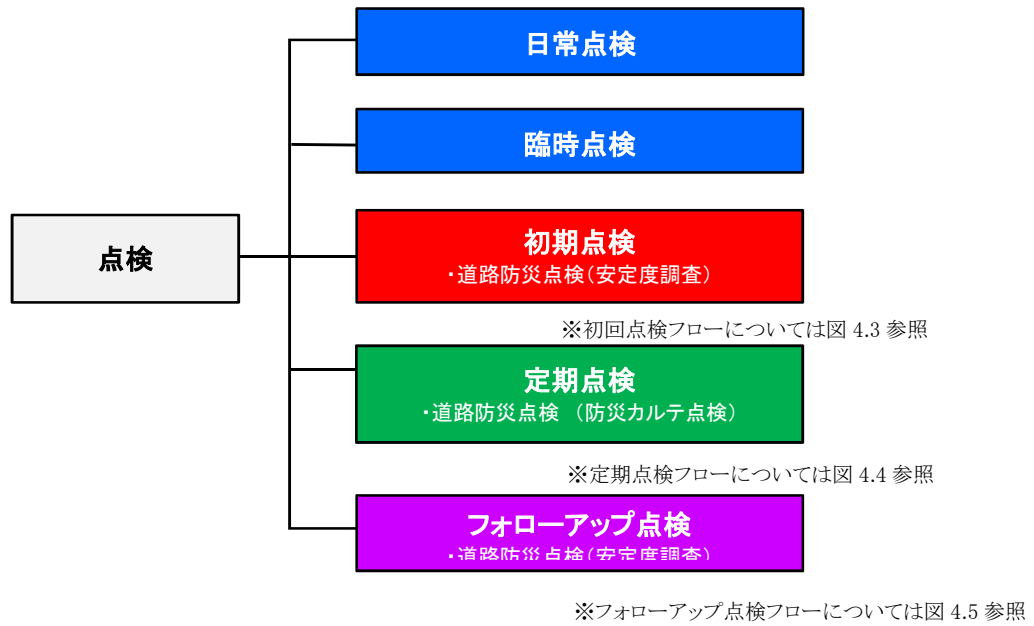 日常点検
臨時点検
点検
初期点検
・道路防災点検（安定度調査）
※初回点検フローについては図 4.3 参照
定期点検
・道路防災点検 （防災カルテ点検）
※定期点検フローについては図 4.4 参照
フォローアップ点検
・道路防災点検（安定度調査）
※フォローアップ点検フローについては図 4.5 参照